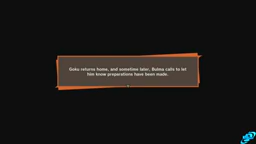 Goku returns home, and sometime later, Bulma calls to let
him know preparations have been made.